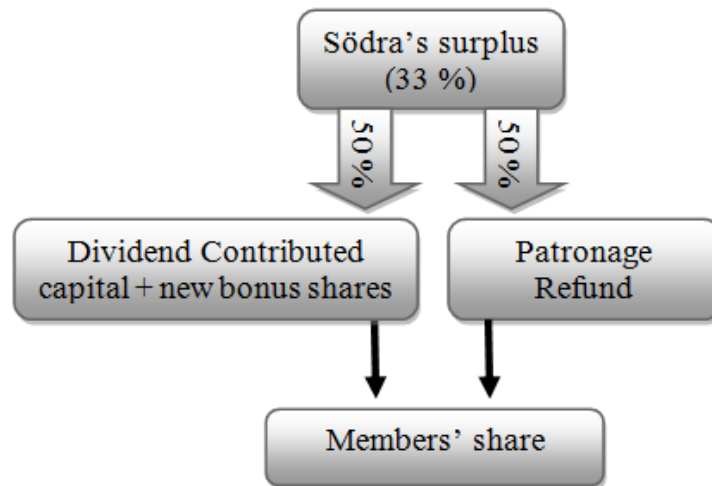 Södra’s surplus
(33 %)
50%
50%
Dividend Contributed
capital + new bonus shares
Patronage
Refund
Members’ share